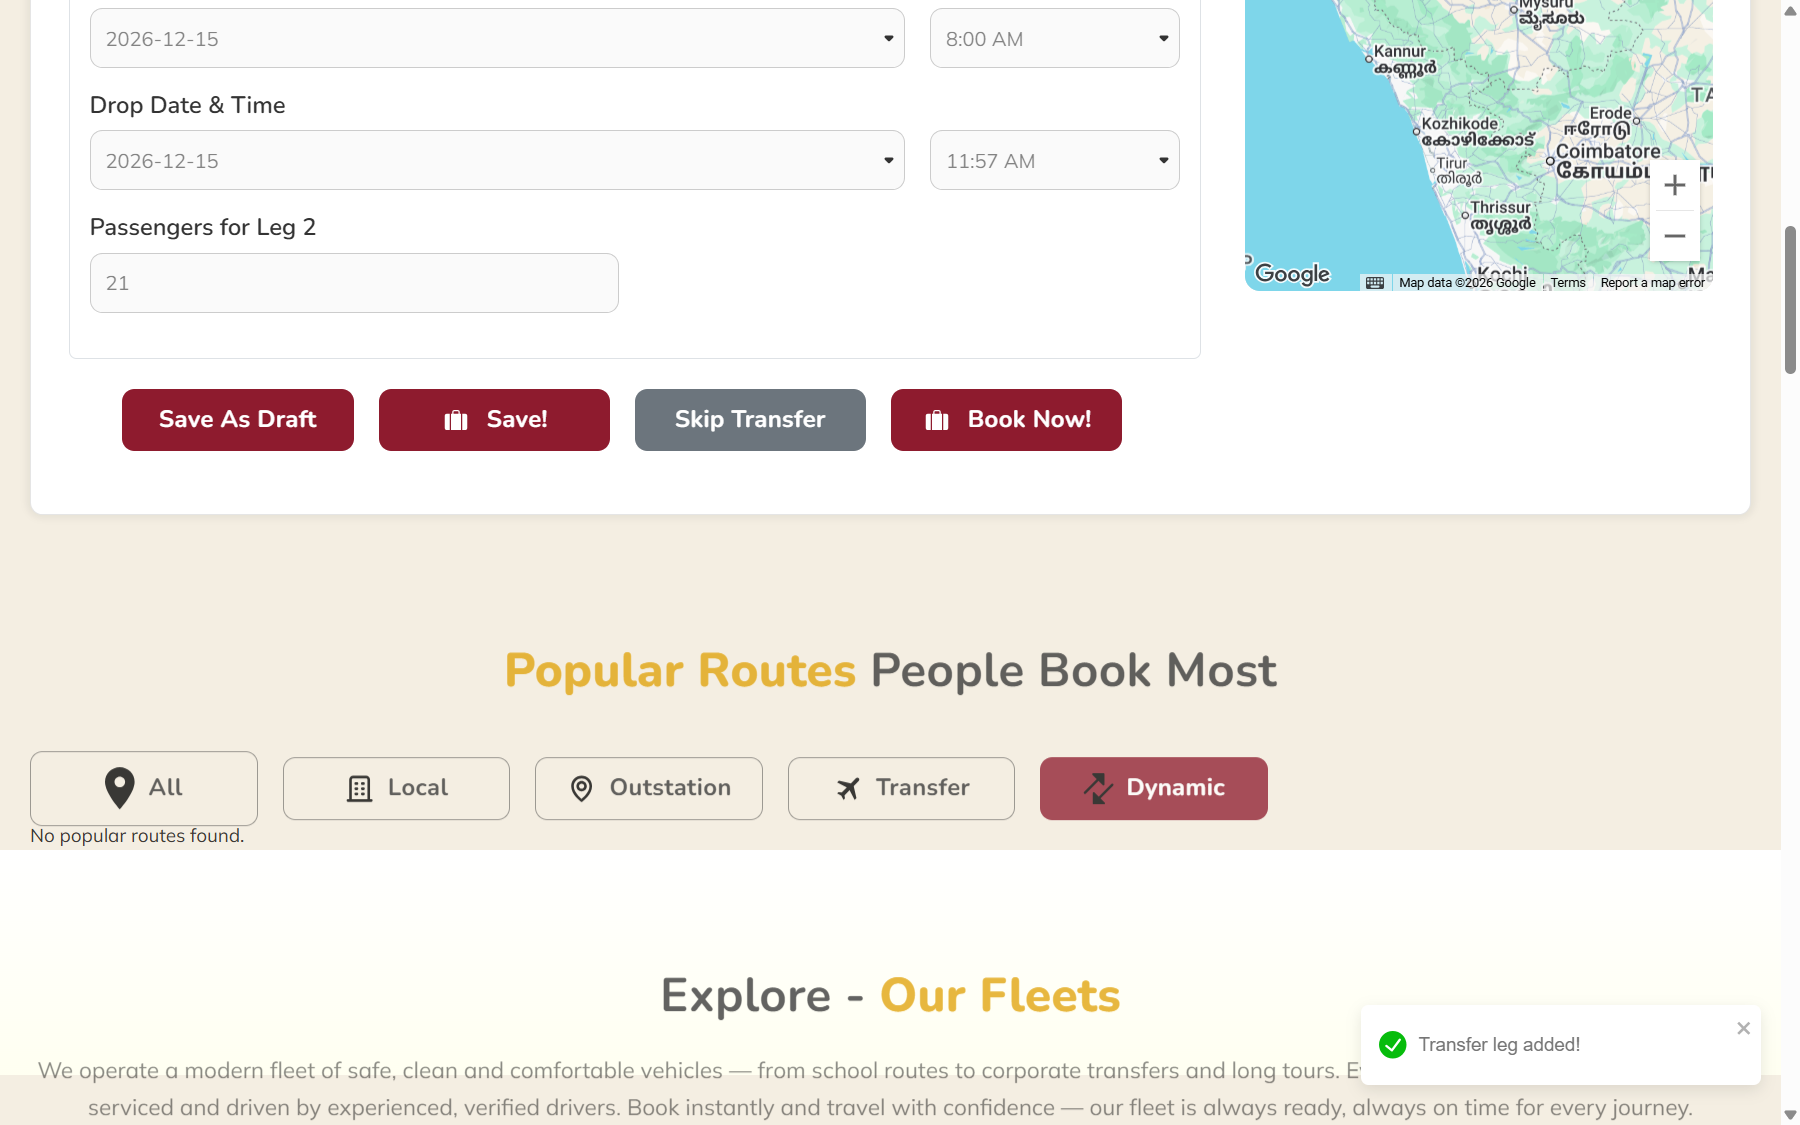 2026-12-15
8:00 AM
Drop Date & Time
2026-12-15
11:57 AM
Passengers for Leg 2
21
Mysuru
ಮೈಸೂರು
Kannur
കണ്ണൂർ
Kozhikode
കോഴിക്കോട്
Erode
ஈரோடு
Coimbatore
Tirur
തിരൂർ
Thrissur
തൃശ്ശൂർ
Kochi
Google
Map data ©2026 Google
Terms
Report a map error
Save As Draft
Save!
Skip Transfer
Book Now!
Popular Routes People Book Most
All
Local
Outstation
Transfer
Dynamic
No popular routes found.
Explore - Our Fleets
We operate a modern fleet of safe, clean and comfortable vehicles — from school routes to corporate transfers and long tours.
serviced and driven by experienced, verified drivers. Book instantly and travel with confidence — our fleet is always ready, always on time for every journey.
Transfer leg added!